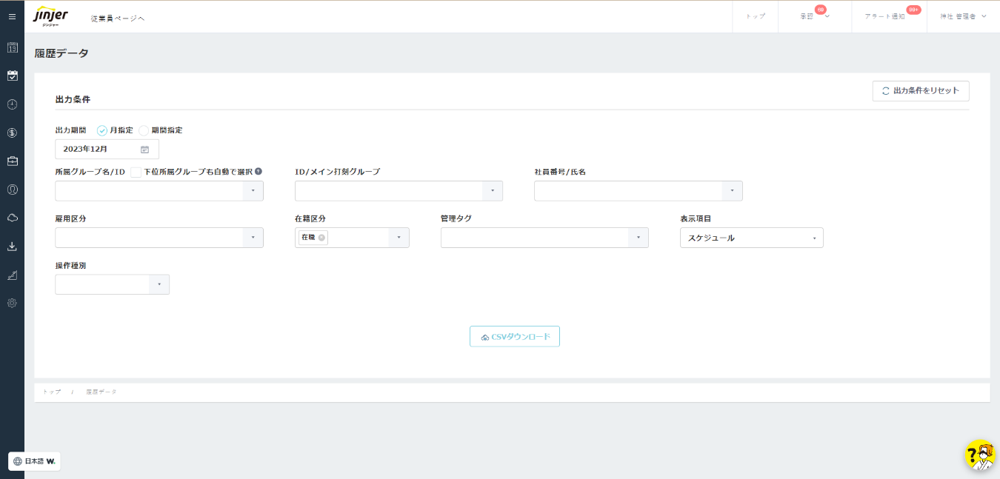 jinjer
ジンジャー
従業員ページへ
トップ
承認
69
アラート通知
99+
神社 管理者
履歴データ
出力条件
出力条件をリセット
出力期間 月指定 期間指定
2023年12月
所属グループ名/ID 下位所属グループも自動で選択 ?
ID/メイン打刻グループ
社員番号/氏名
雇用区分
在籍区分
管理タグ
表示項目
在職
スケジュール
操作種別
CSVダウンロード
トップ / 履歴データ
日本語 W.
?